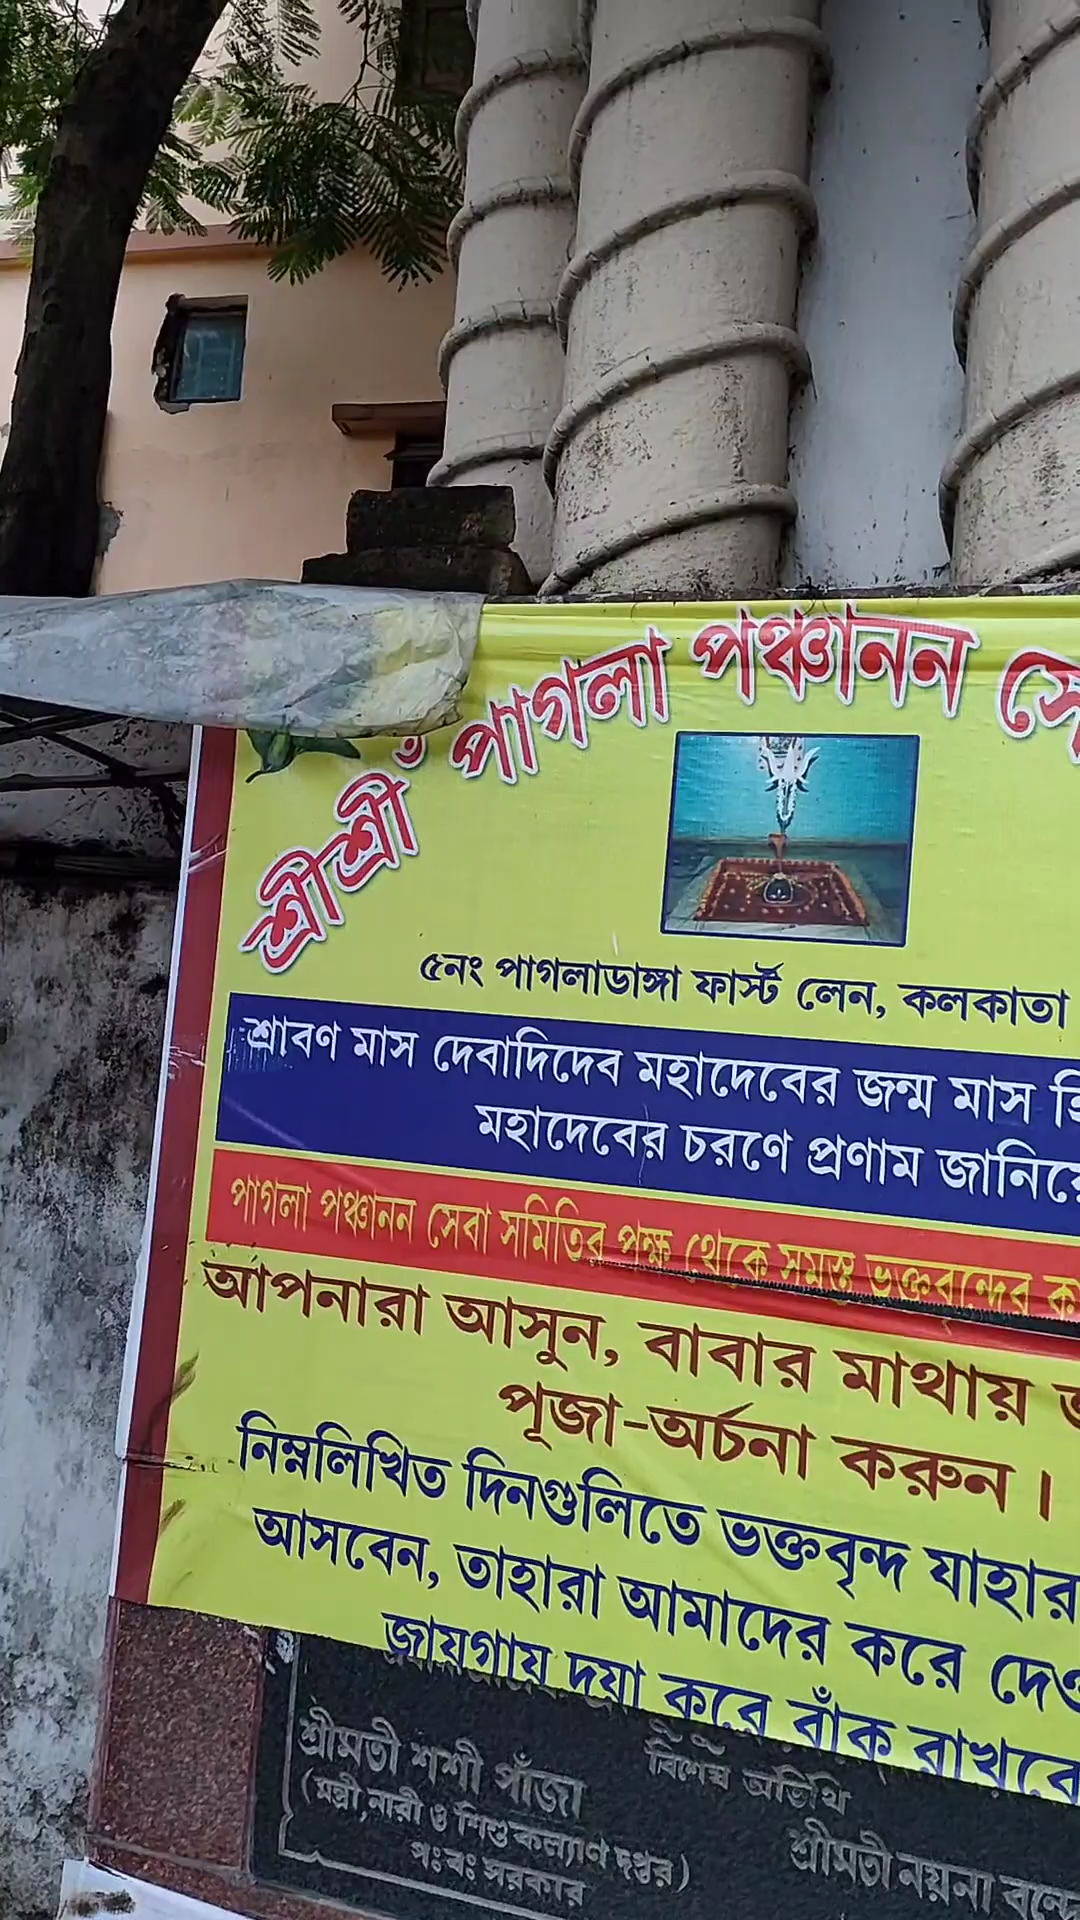 শ্রীশ্রীঁ পাগলা পঞ্চানন সে
৫নং পাগলাডাঙ্গা ফার্স্ট লেন, কলকাতা
শ্রাবণ মাস দেবাদিদেব মহাদেবের জন্ম মাস হি
মহাদেবের চরণে প্রণাম জানিয়ে
পাগলা পঞ্চানন সেবা সমিতির পক্ষ থেকে সমস্ত ভক্তবৃন্দের ক
আপনারা আসুন, বাবার মাথায়
পূজা-অর্চনা করুন।
নিম্নলিখিত দিনগুলিতে ভক্তবৃন্দ যাহারা
আসবেন, তাহারা আমাদের করে দেও
জায়গায় দয়া করে বাঁক রাখবে
বিশেষ অতিথি
শ্রীমতী শশী পাঁজা
(মন্ত্রী, নারী ও শিশু কল্যাণ দপ্তর)
পঃবঃ সরকার
শ্রীমতী নয়না বন্দে